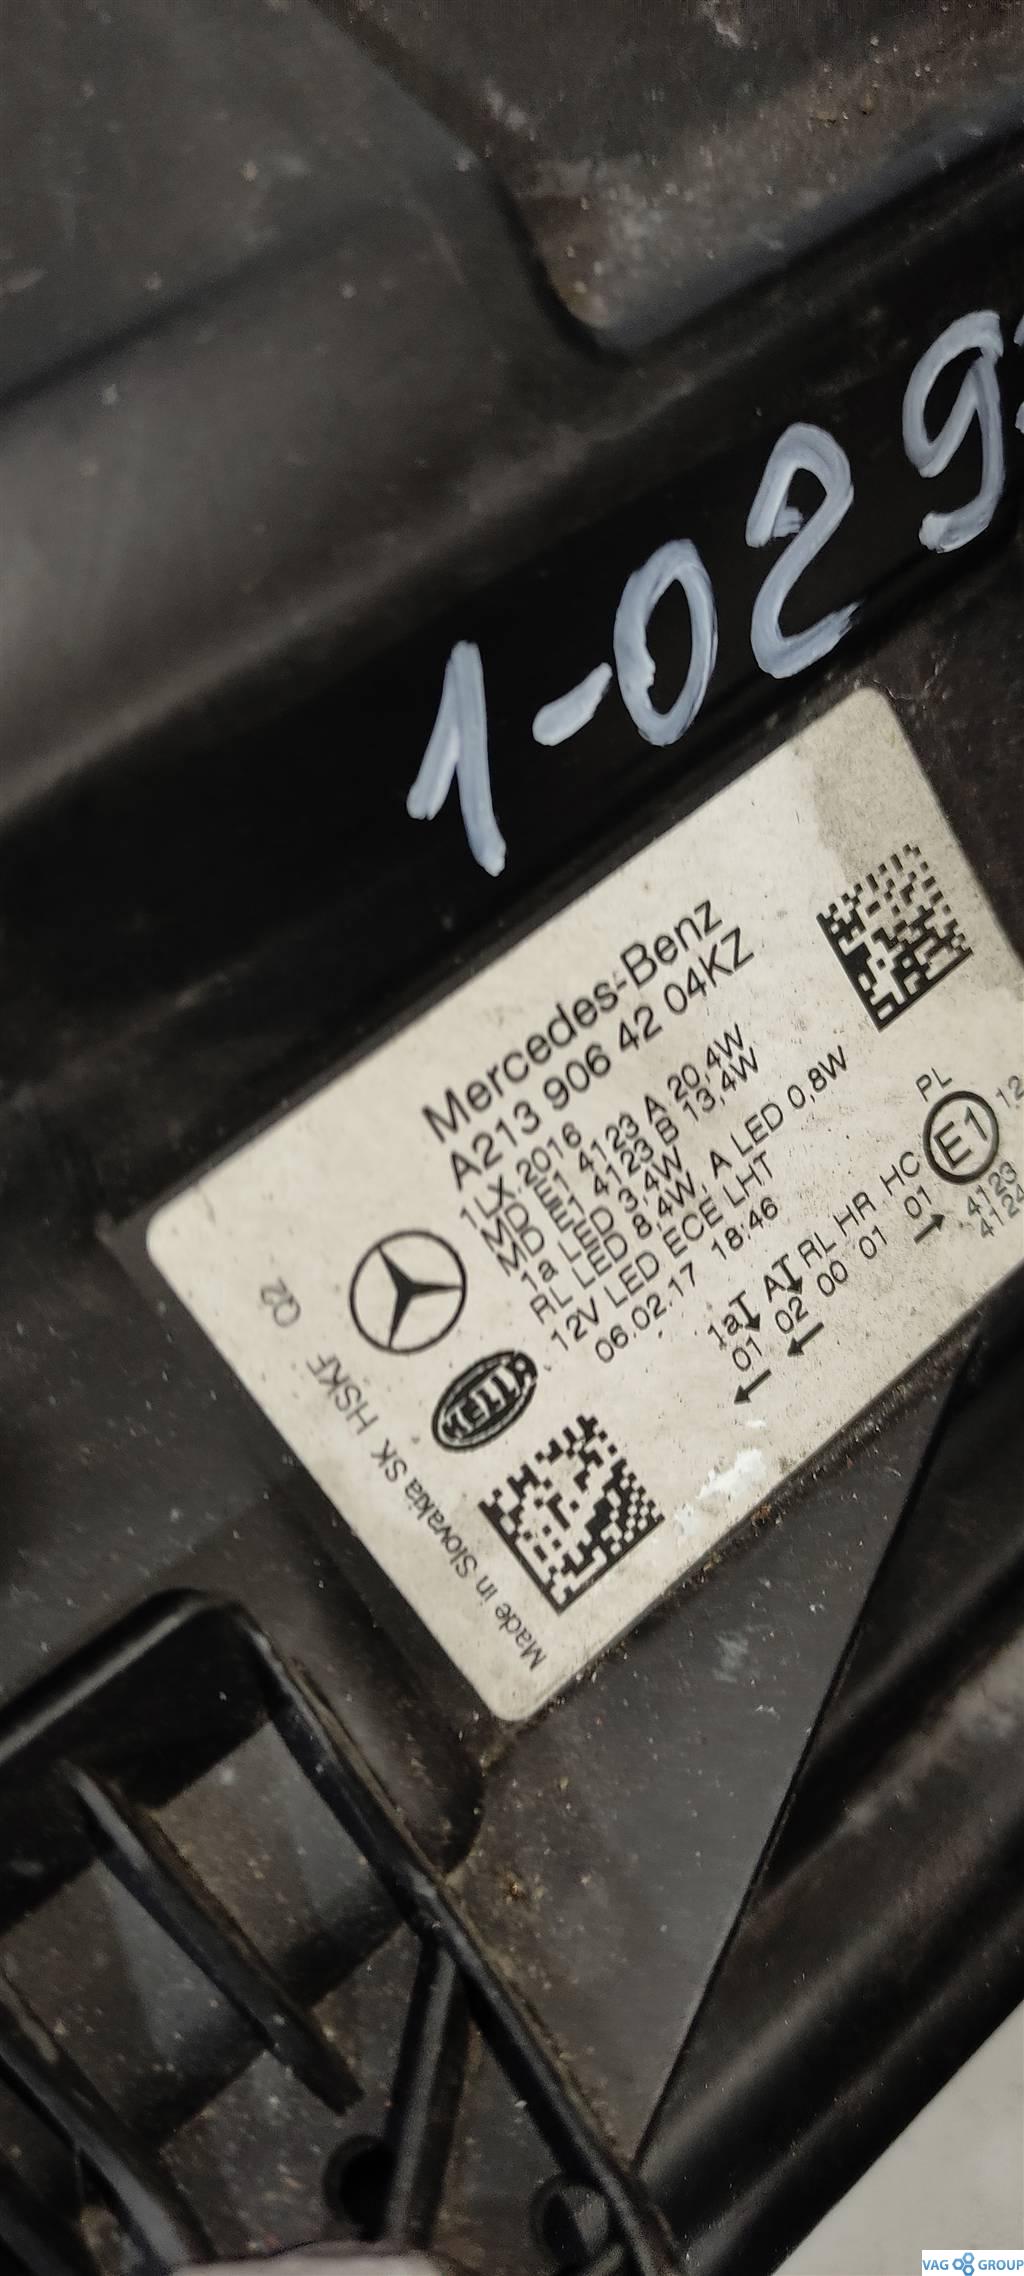 1-029
Mercedes-Benz
A213 906 42 04KZ
1LX.2016
MD E1 4123 A 20,4W
MD E1 4123 B 13,4W
1a LED 3,4W
RL LED 8,4W, A LED 0,8W
12V LED ECE LHT
06.02.17 18:46
Q2
HELLA
Made in Slovakia SK HSKF
1aT AT RL HR HC PL
01 02 00 01 01
E1
12
4123
4124
VAG GROUP